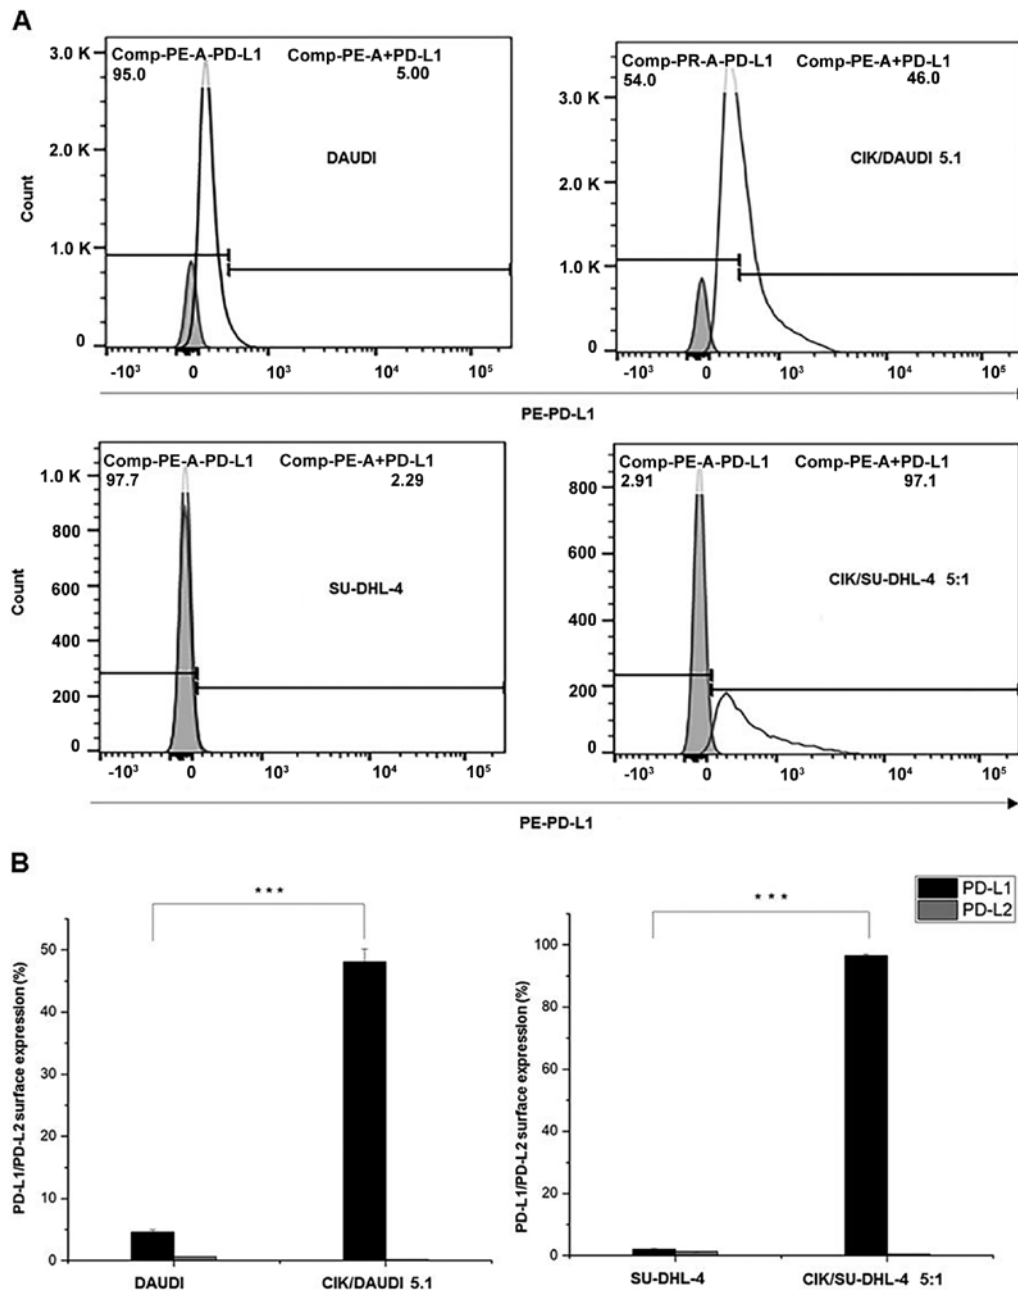 A
Comp-PE-A-PD-L1 Comp-PE-A+PD-L1
95.0 5.00
DAUDI
3.0 K
2.0 K
1.0 K
0
Count
-10³ 0 10³ 10⁴ 10⁵
Comp-PR-A-PD-L1 Comp-PE-A+PD-L1
54.0 46.0
CIK/DAUDI 5.1
3.0 K
2.0 K
1.0 K
0
-10³ 0 10³ 10⁴ 10⁵
PE-PD-L1
Comp-PE-A-PD-L1 Comp-PE-A+PD-L1
97.7 2.29
SU-DHL-4
1.0 K
800
600
400
200
0
Count
-10³ 0 10³ 10⁴ 10⁵
Comp-PE-A-PD-L1 Comp-PE-A+PD-L1
2.91 97.1
CIK/SU-DHL-4 5:1
800
600
400
200
0
-10³ 0 10³ 10⁴ 10⁵
PE-PD-L1
B
***
50
40
30
20
10
0
PD-L1/PD-L2 surface expression (%)
DAUDI CIK/DAUDI 5.1
***
PD-L1
PD-L2
100
80
60
40
20
0
PD-L1/PD-L2 surface expression (%)
SU-DHL-4 CIK/SU-DHL-4 5:1